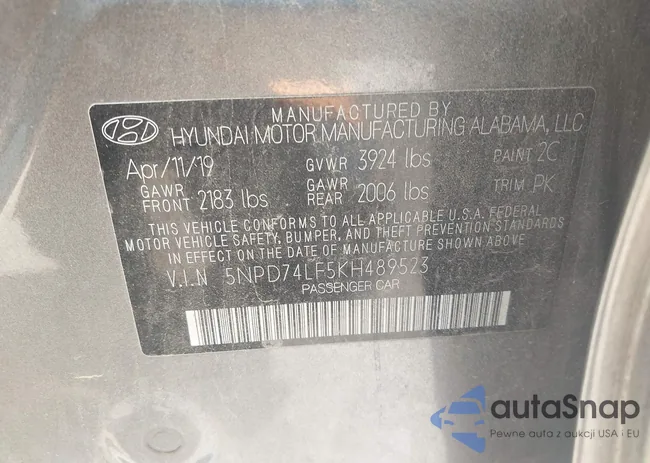 MANUFACTURED BY
HYUNDAI MOTOR MANUFACTURING ALABAMA, LLC
Apr/11/19 GVWR 3924 lbs PAINT 2C
GAWR FRONT 2183 lbs GAWR REAR 2006 lbs TRIM PK
THIS VEHICLE CONFORMS TO ALL APPLICABLE U.S.A. FEDERAL
MOTOR VEHICLE SAFETY, BUMPER, AND THEFT PREVENTION STANDARDS
IN EFFECT ON THE DATE OF MANUFACTURE SHOWN ABOVE
V.I.N 5NPD74LF5KH489523
PASSENGER CAR
autaSnap
Pewne auta z aukcji USA i EU